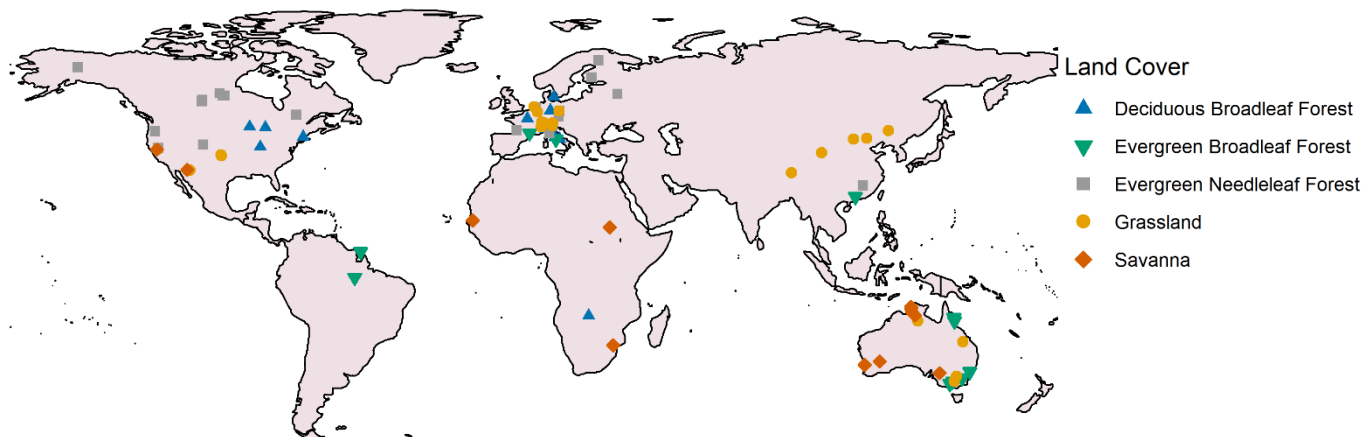 Land Cover
Deciduous Broadleaf Forest
Evergreen Broadleaf Forest
Evergreen Needleleaf Forest
Grassland
Savanna